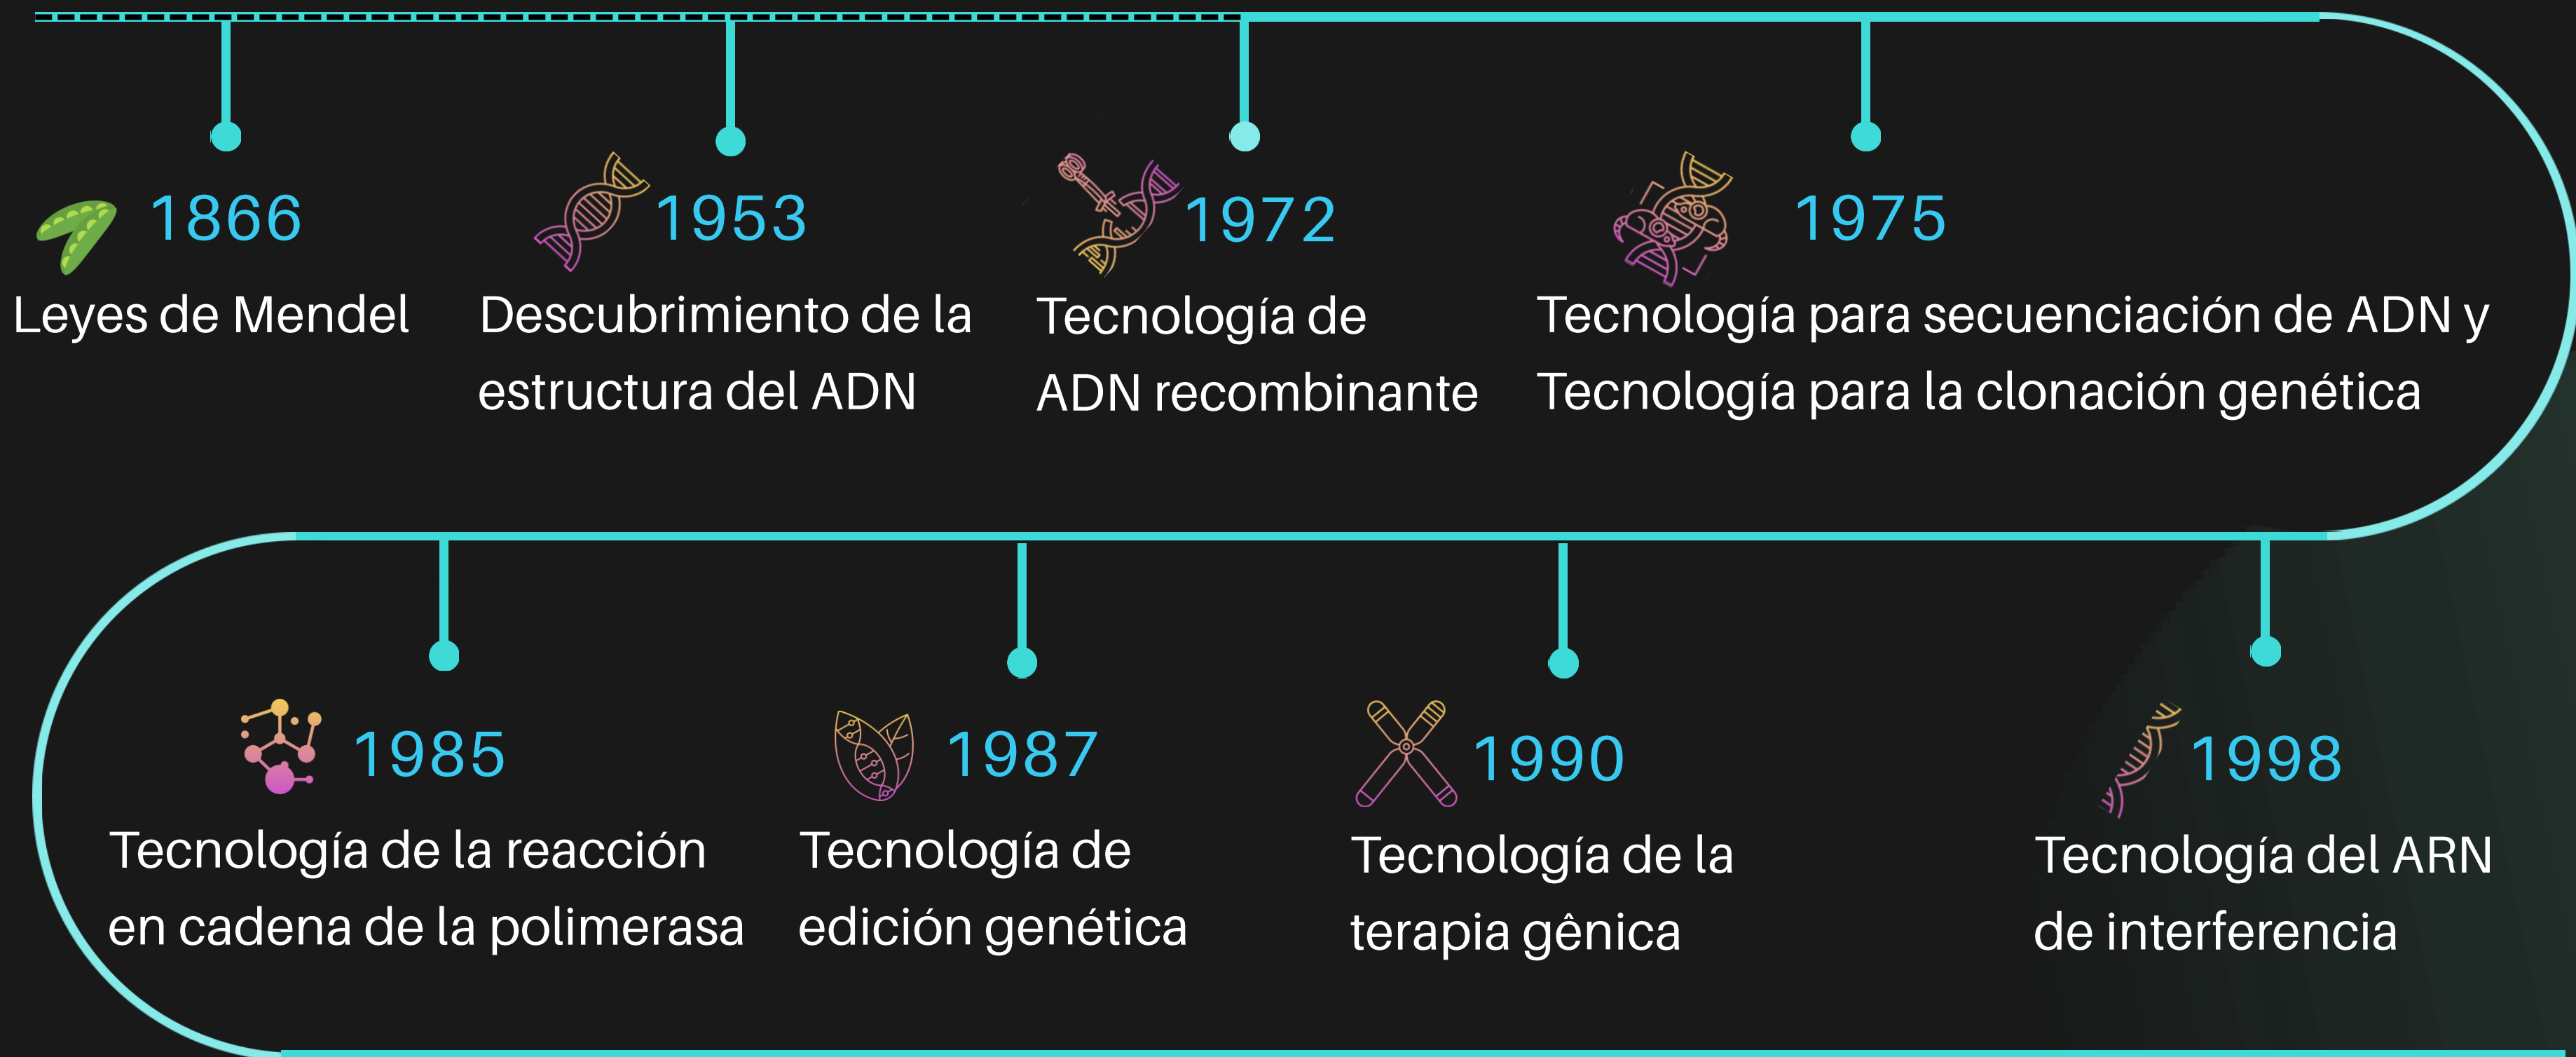 1866
Leyes de Mendel
1953
Descubrimiento de la
estructura del ADN
1972
Tecnología de
ADN recombinante
1975
Tecnología para secuenciación de ADN y
Tecnología para la clonación genética
1985
Tecnología de la reacción
en cadena de la polimerasa
1987
Tecnología de
edición genética
1990
Tecnología de la
terapia gênica
1998
Tecnología del ARN
de interferencia